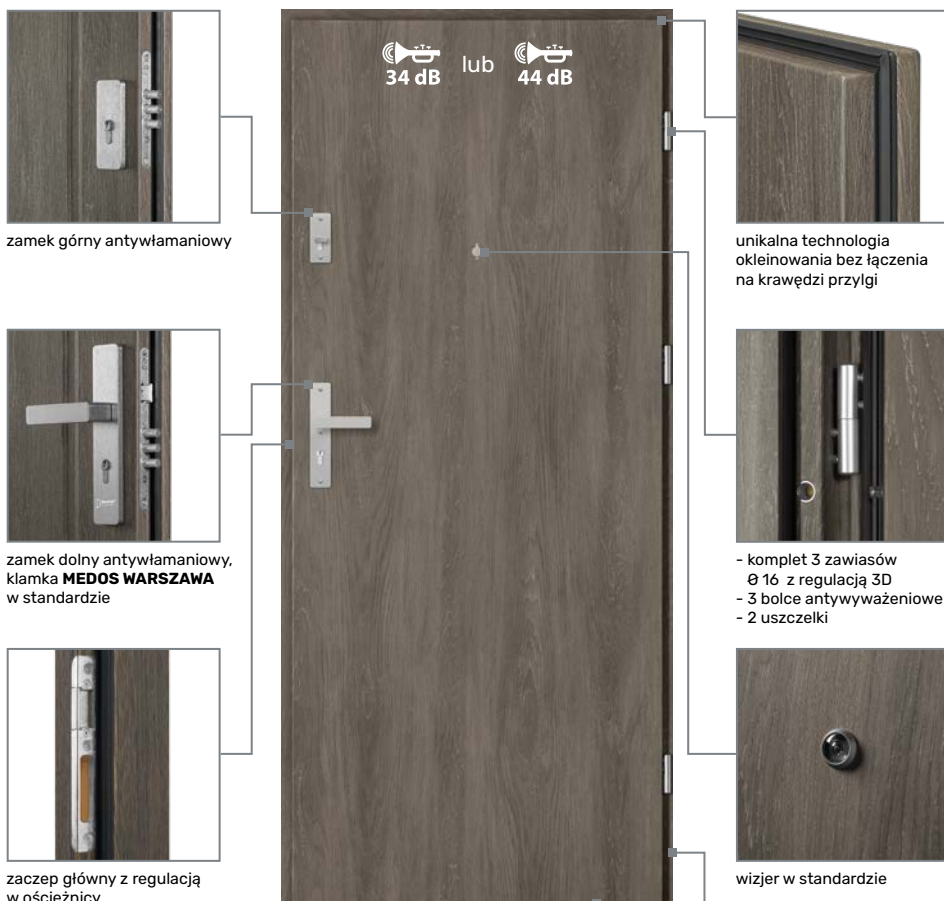 34 dB lub 44 dB
zamek górny antywłamaniowy
unikalna technologia
okleinowania bez łączenia
na krawędzi przylgi
zamek dolny antywłamaniowy,
klamka MEDOS WARSZAWA
w standardzie
- komplet 3 zawiasów
Ø 16 z regulacją 3D
- 3 bolce antywyważeniowe
- 2 uszczelki
zaczep główny z regulacją
w ościeżnicy
wizjer w standardzie